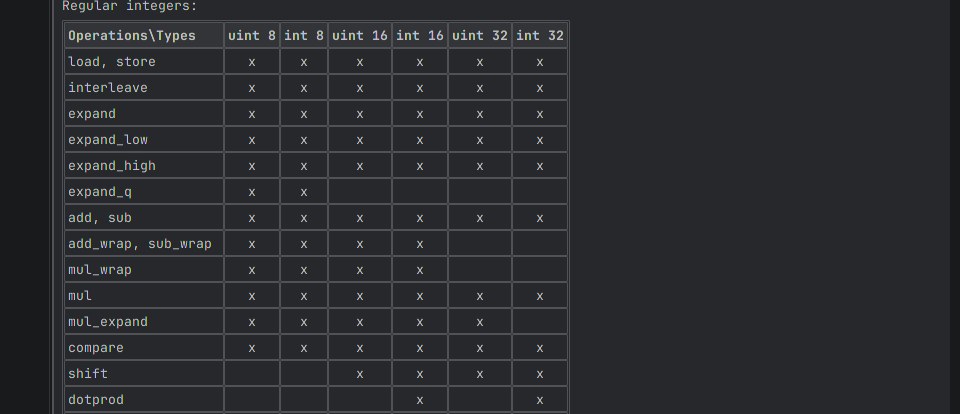 Regular integers:
Operations\Types uint 8 int 8 uint 16 int 16 uint 32 int 32
load, store x x x x x x
interleave x x x x x x
expand x x x x x x
expand_low x x x x x x
expand_high x x x x x x
expand_q x x
add, sub x x x x x x
add_wrap, sub_wrap x x x x
mul_wrap x x x x
mul x x x x x x
mul_expand x x x x x
compare x x x x x x
shift x x x x
dotprod x x